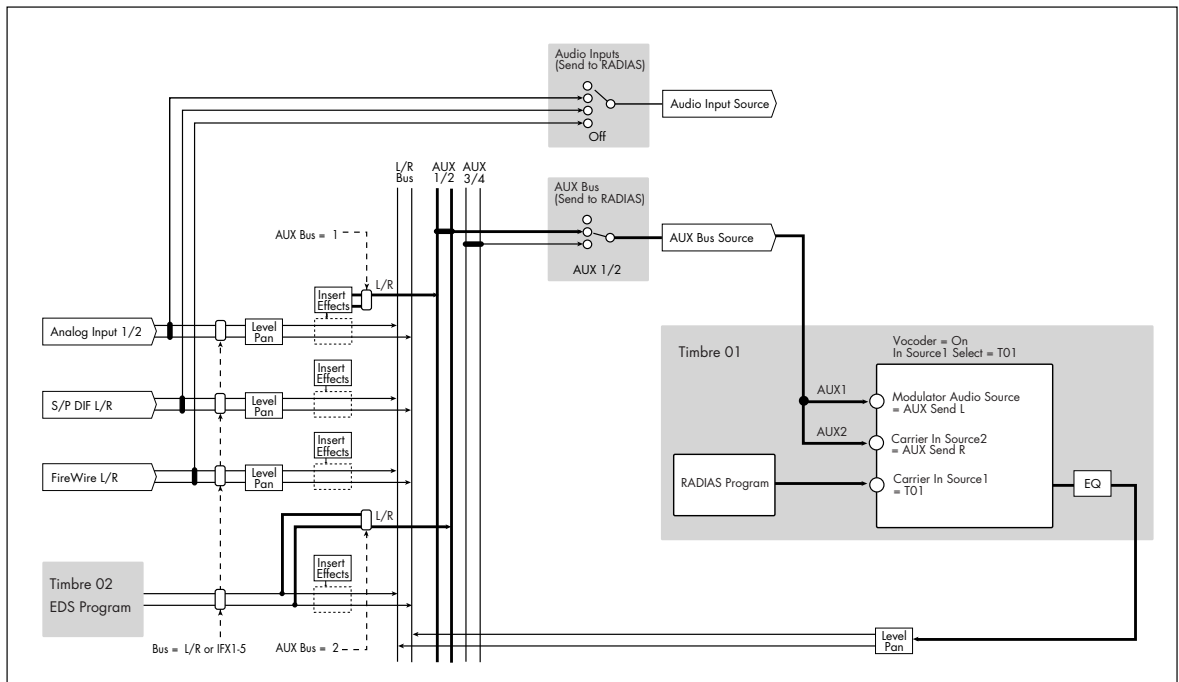 Audio Inputs
(Send to RADIAS)
Off
Audio Input Source
L/R
Bus
AUX
1/2
AUX
3/4
AUX Bus
(Send to RADIAS)
AUX 1/2
AUX Bus Source
AUX Bus = 1
L/R
Insert
Effects
Analog Input 1/2
Level
Pan
Insert
Effects
S/P DIF L/R
Level
Pan
Insert
Effects
FireWire L/R
Level
Pan
L/R
Insert
Effects
Timbre 02
EDS Program
Bus = L/R or IFX1-5
AUX Bus = 2
Timbre 01
Vocoder = On
In Source1 Select = T01
AUX1
Modulator Audio Source
= AUX Send L
AUX2
Carrier In Source2
= AUX Send R
RADIAS Program
Carrier In Source1
= T01
EQ
Level
Pan